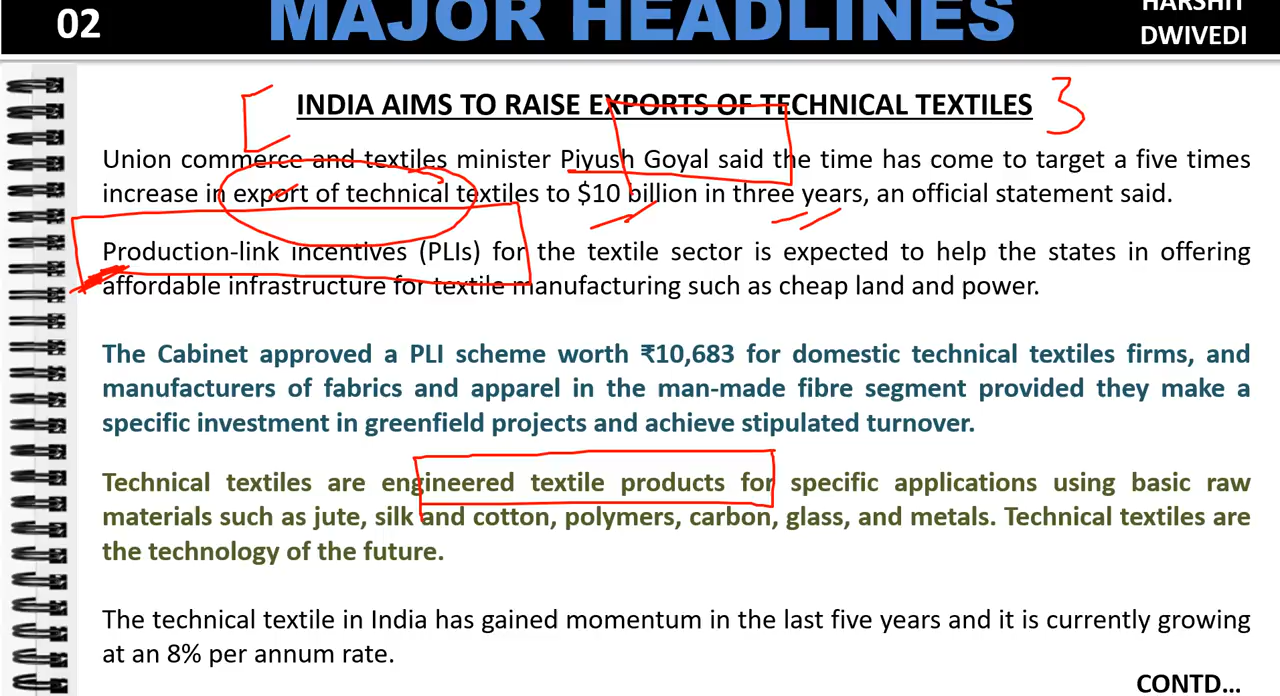 02
MAJOR HEADLINES
HARSHIT
DWIVEDI
INDIA AIMS TO RAISE EXPORTS OF TECHNICAL TEXTILES
Union commerce and textiles minister Piyush Goyal said the time has come to target a five times
increase in export of technical textiles to $10 billion in three years, an official statement said.
Production-link incentives (PLIs) for the textile sector is expected to help the states in offering
affordable infrastructure for textile manufacturing such as cheap land and power.
The Cabinet approved a PLI scheme worth ₹10,683 for domestic technical textiles firms, and
manufacturers of fabrics and apparel in the man-made fibre segment provided they make a
specific investment in greenfield projects and achieve stipulated turnover.
Technical textiles are engineered textile products for specific applications using basic raw
materials such as jute, silk and cotton, polymers, carbon, glass, and metals. Technical textiles are
the technology of the future.
The technical textile in India has gained momentum in the last five years and it is currently growing
at an 8% per annum rate.
CONTD…